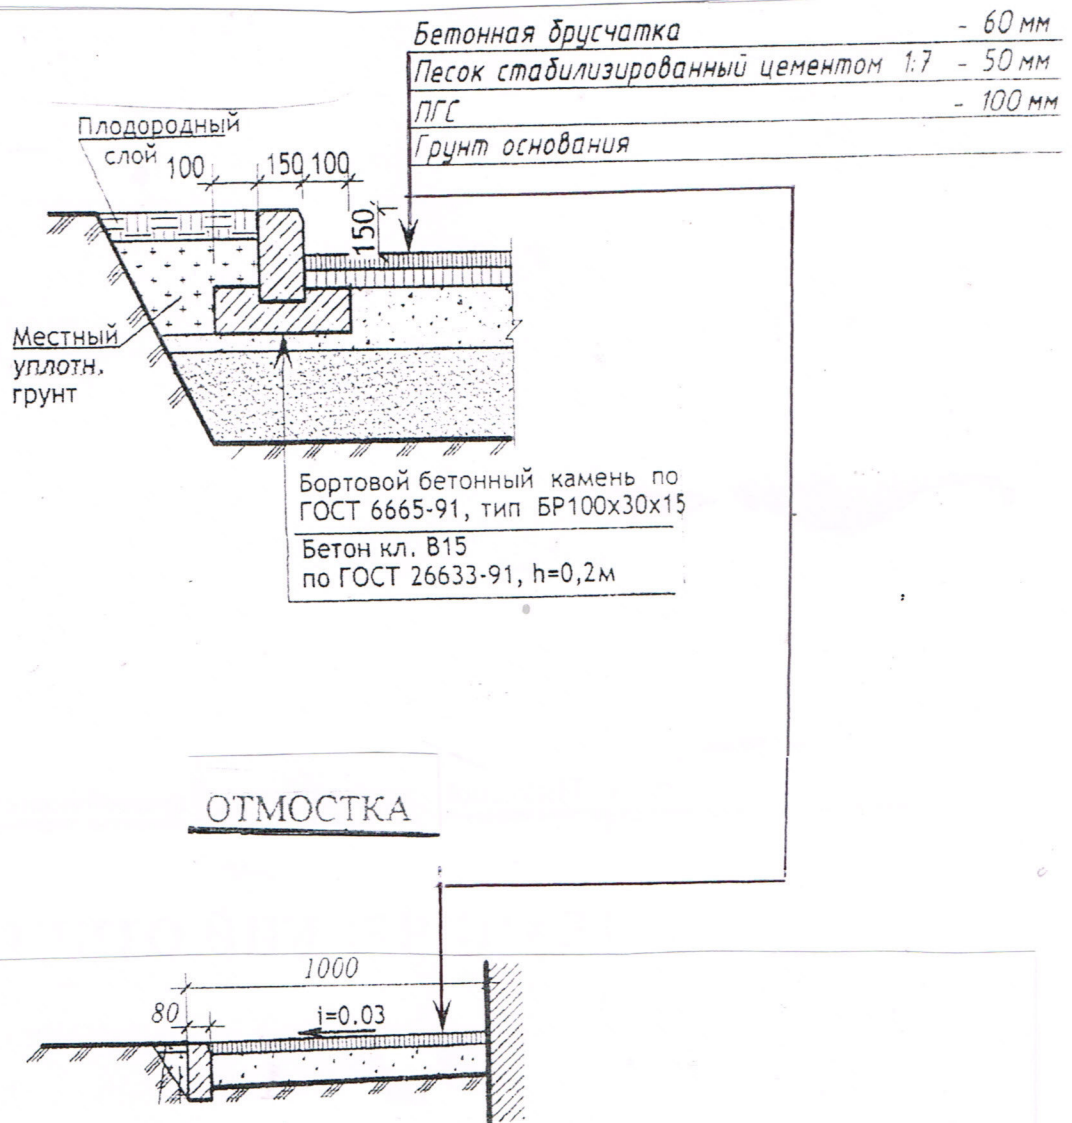 Бетонная брусчатка - 60 мм
Песок стабилизированный цементом 1:7 - 50 мм
ПГС - 100 мм
Грунт основания
Плодородный
слой
100 150 100
150
Местный
уплотн.
грунт
Бортовой бетонный камень по
ГОСТ 6665-91, тип БР100х30х15
Бетон кл. В15
по ГОСТ 26633-91, h=0,2м
ОТМОСТКА
1000
80
i=0.03